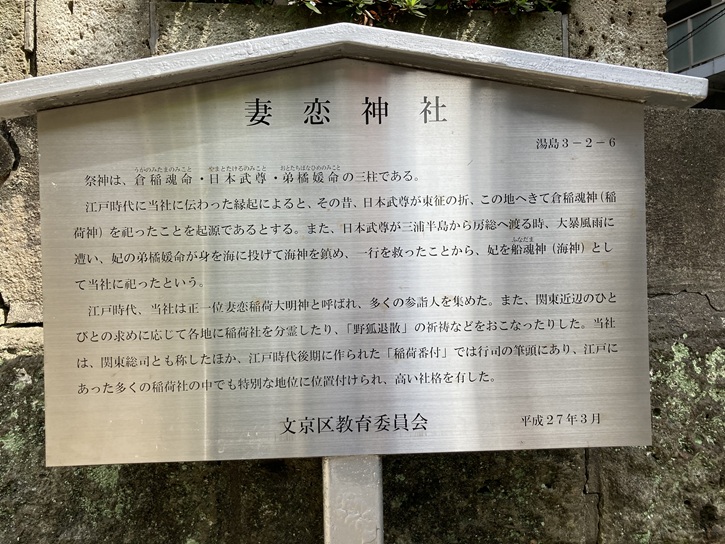 妻恋神社
湯島3-2-6
うがのみたまのみこと やまとたけるのみこと おとたちばなひめのみこと
祭神は、倉稲魂命・日本武尊・弟橘媛命の三柱である。
江戸時代に当社に伝わった縁起によると、その昔、日本武尊が東征の折、この地へきて倉稲魂神（稲
荷神）を祀ったことを起源であるとする。また、日本武尊が三浦半島から房総へ渡る時、大暴風雨に
ふなだま
遭い、妃の弟橘媛命が身を海に投げて海神を鎮め、一行を救ったことから、妃を船魂神（海神）とし
て当社に祀ったという。
江戸時代、当社は正一位妻恋稲荷大明神と呼ばれ、多くの参詣人を集めた。また、関東近辺のひと
びとの求めに応じて各地に稲荷社を分霊したり、「野狐退散」の祈祷などをおこなったりした。当社
は、関東総司とも称したほか、江戸時代後期に作られた「稲荷番付」では行司の筆頭にあり、江戸に
あった多くの稲荷社の中でも特別な地位に位置付けられ、高い社格を有した。
文京区教育委員会
平成27年3月